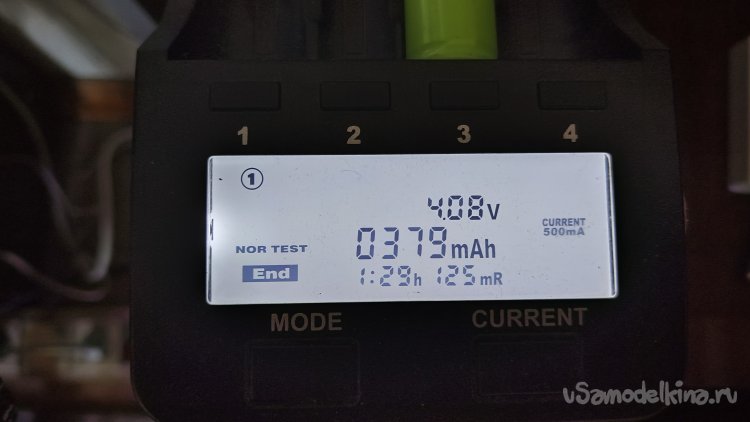 1 2 3 4
①
4.08v
CURRENT
500mA
NOR TEST
0379mAh
End
1:29h 125mR
MODE CURRENT
vSamodelkina.ru